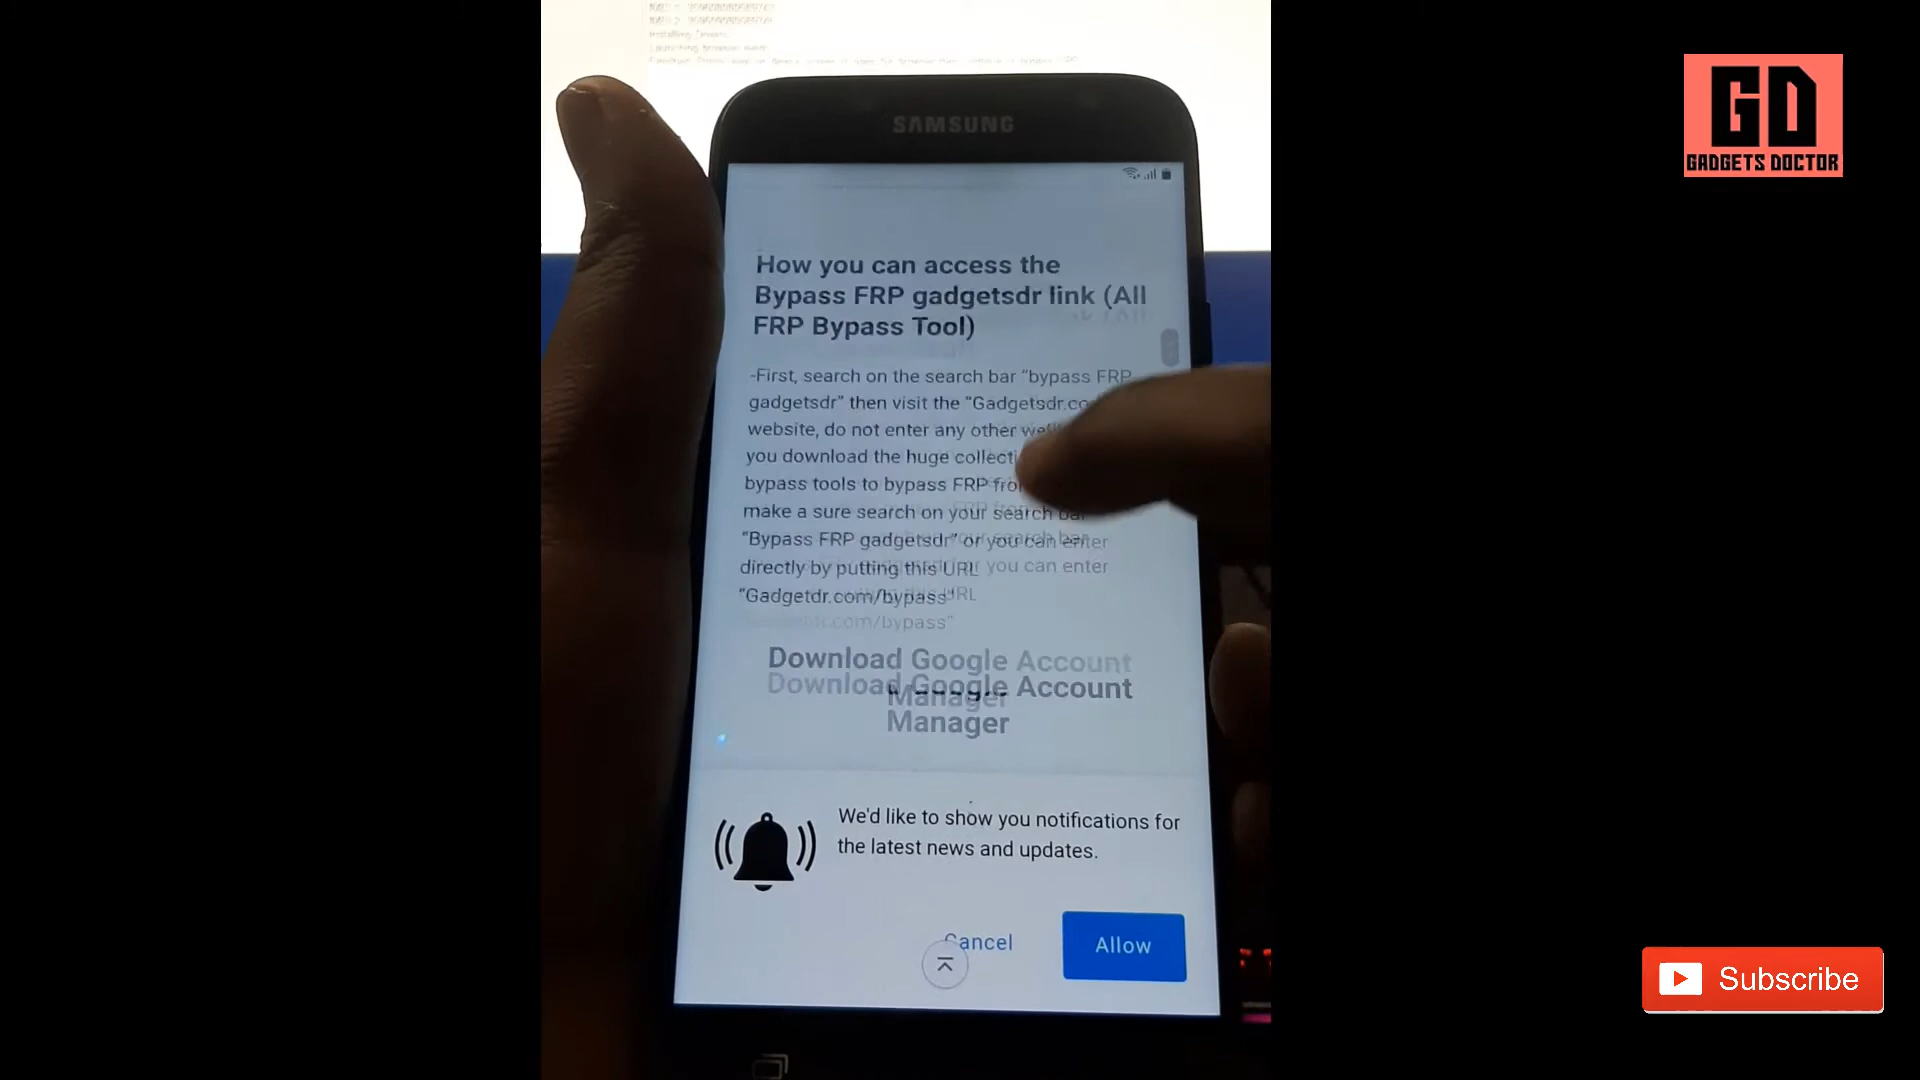 SAMSUNG
GD
GADGETS DOCTOR
How you can access the
Bypass FRP gadgetsdr link (All
FRP Bypass Tool)
-First, search on the search bar “bypass FRP
gadgetsdr” then visit the “Gadgetsdr.co
website, do not enter any other
you download the huge collecti
bypass tools to bypass FRP fro
make a sure search on your search bar
“Bypass FRP gadgetsdr” or you can enter
directly by putting this URL
“Gadgetdr.com/bypass”
Download Google Account
Manager
We'd like to show you notifications for
the latest news and updates.
Cancel
Allow
Subscribe